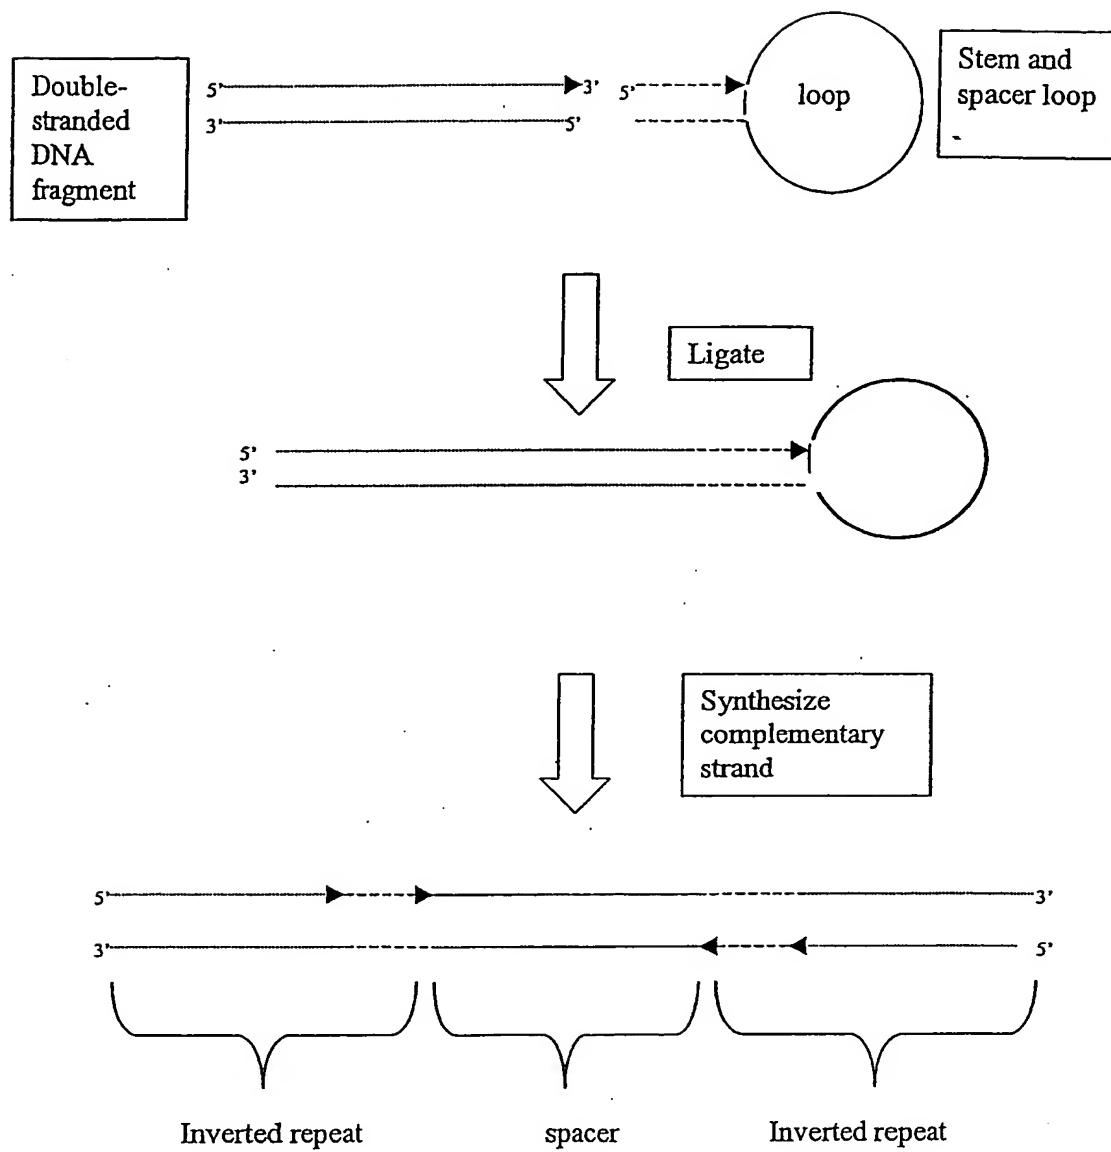 Double-
stranded
DNA
fragment
5' 3'
3' 5'
5'
loop
Stem and
spacer loop
Ligate
5'
3'
Synthesize
complementary
strand
5' 3'
3' 5'
Inverted repeat spacer Inverted repeat